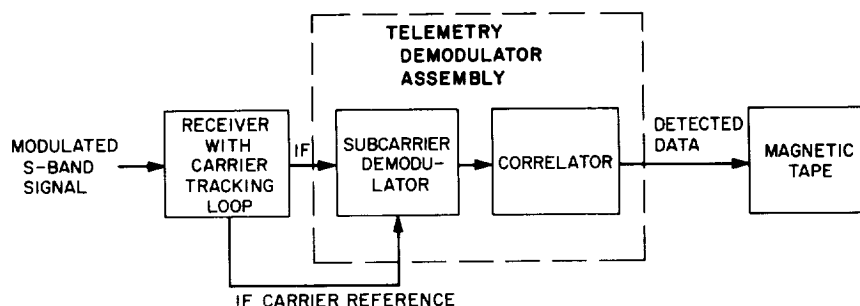 TELEMETRY
DEMODULATOR
ASSEMBLY
MODULATED
S-BAND
SIGNAL
RECEIVER
WITH
CARRIER
TRACKING
LOOP
IF
SUBCARRIER
DEMODU-
LATOR
CORRELATOR
DETECTED
DATA
MAGNETIC
TAPE
IF CARRIER REFERENCE